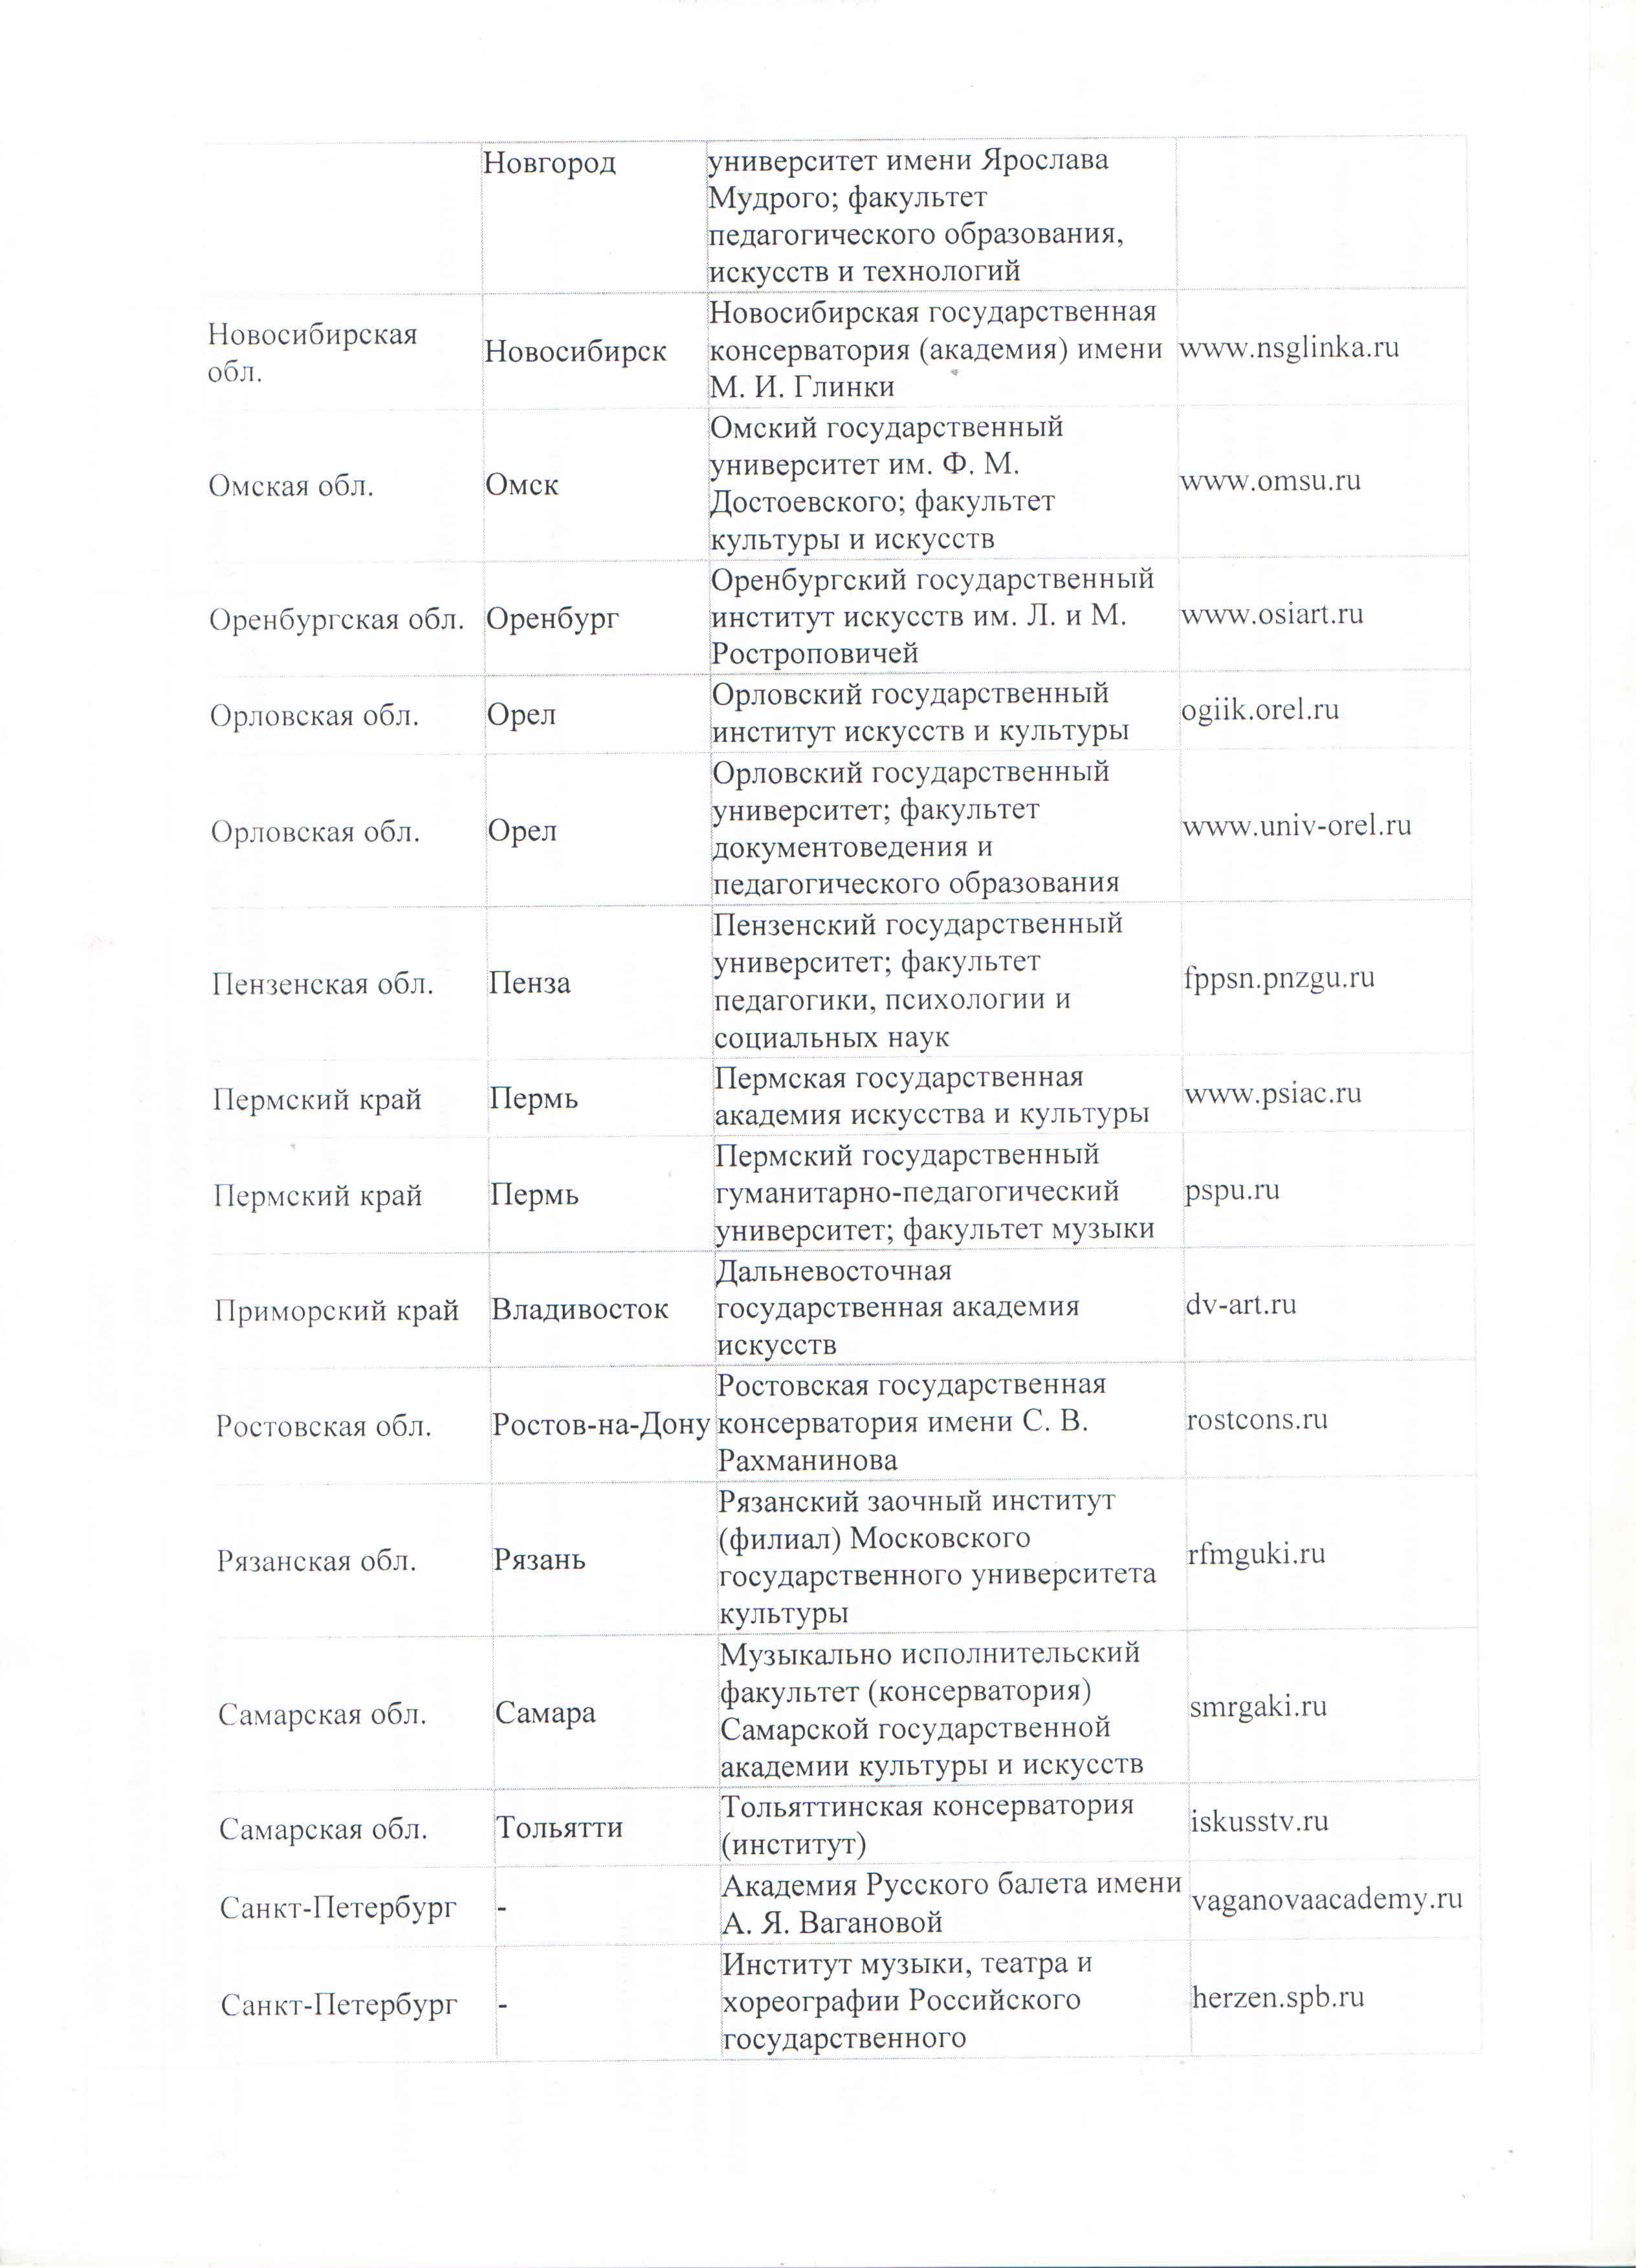 Новгород
университет имени Ярослава
Мудрого; факультет
педагогического образования,
искусств и технологий
Новосибирская
обл.
Новосибирск
Новосибирская государственная
консерватория (академия) имени
М. И. Глинки
www.nsglinka.ru
Омская обл.
Омск
Омский государственный
университет им. Ф. М.
Достоевского; факультет
культуры и искусств
www.omsu.ru
Оренбургская обл.
Оренбург
Оренбургский государственный
институт искусств им. Л. и М.
Ростроповичей
www.osiart.ru
Орловская обл.
Орел
Орловский государственный
институт искусств и культуры
ogiik.orel.ru
Орловская обл.
Орел
Орловский государственный
университет; факультет
документоведения и
педагогического образования
www.univ-orel.ru
Пензенская обл.
Пенза
Пензенский государственный
университет; факультет
педагогики, психологии и
социальных наук
fppsn.pnzgu.ru
Пермский край
Пермь
Пермская государственная
академия искусства и культуры
www.psiac.ru
Пермский край
Пермь
Пермский государственный
гуманитарно-педагогический
университет; факультет музыки
pspu.ru
Приморский край
Владивосток
Дальневосточная
государственная академия
искусств
dv-art.ru
Ростовская обл.
Ростов-на-Дону
Ростовская государственная
консерватория имени С. В.
Рахманинова
rostcons.ru
Рязанская обл.
Рязань
Рязанский заочный институт
(филиал) Московского
государственного университета
культуры
rfmguki.ru
Самарская обл.
Самара
Музыкально исполнительский
факультет (консерватория)
Самарской государственной
академии культуры и искусств
smrgaki.ru
Самарская обл.
Тольятти
Тольяттинская консерватория
(институт)
iskusstv.ru
Санкт-Петербург
-
Академия Русского балета имени
А. Я. Вагановой
vaganovaacademy.ru
Санкт-Петербург
-
Институт музыки, театра и
хореографии Российского
государственного
herzen.spb.ru